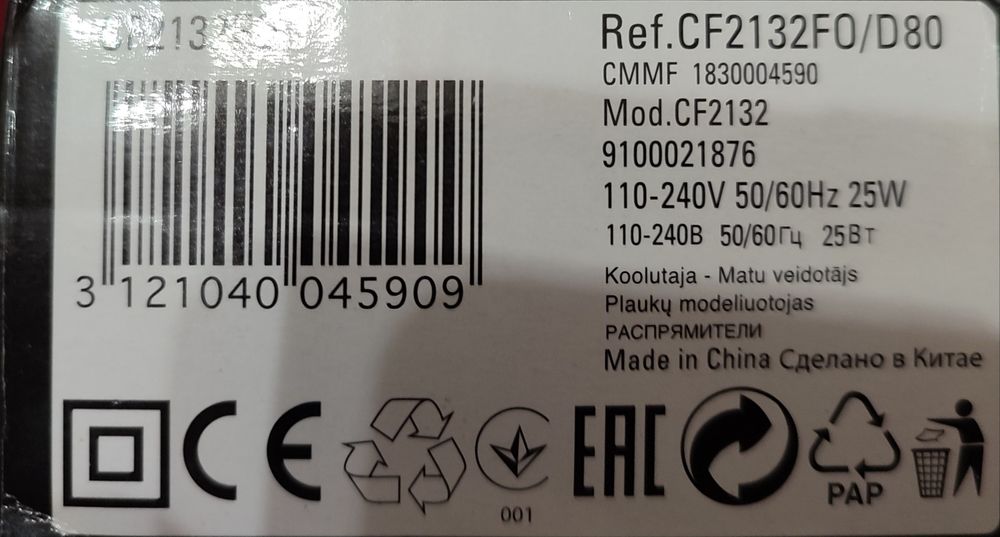 Ref.CF2132FO/D80
CMMF 1830004590
Mod.CF2132
9100021876
110-240V 50/60Hz 25W
110-240В 50/60Гц 25Вт
Koolutaja - Matu veidotājs
Plaukų modeliuotojas
РАСПРЯМИТЕЛИ
Made in China Сделано в Китае
3 121040 045909
CE
001
EAC
PAP